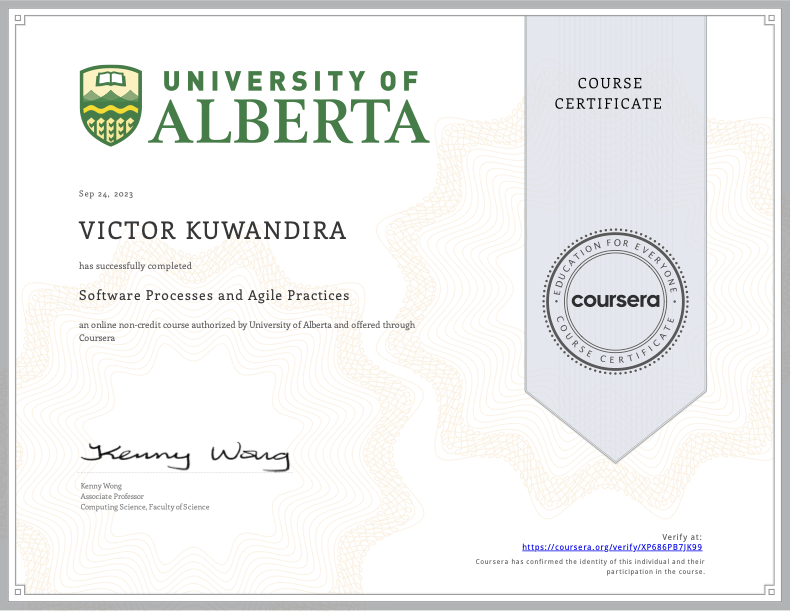 UNIVERSITY OF
ALBERTA
COURSE
CERTIFICATE
Sep 24, 2023
VICTOR KUWANDIRA
has successfully completed
Software Processes and Agile Practices
an online non-credit course authorized by University of Alberta and offered through
Coursera
EDUCATION FOR EVERYONE
coursera
COURSE CERTIFICATE
Kenny Wong
Kenny Wong
Associate Professor
Computing Science, Faculty of Science
Verify at:
https://coursera.org/verify/XP686PB7JK99
Coursera has confirmed the identity of this individual and their
participation in the course.